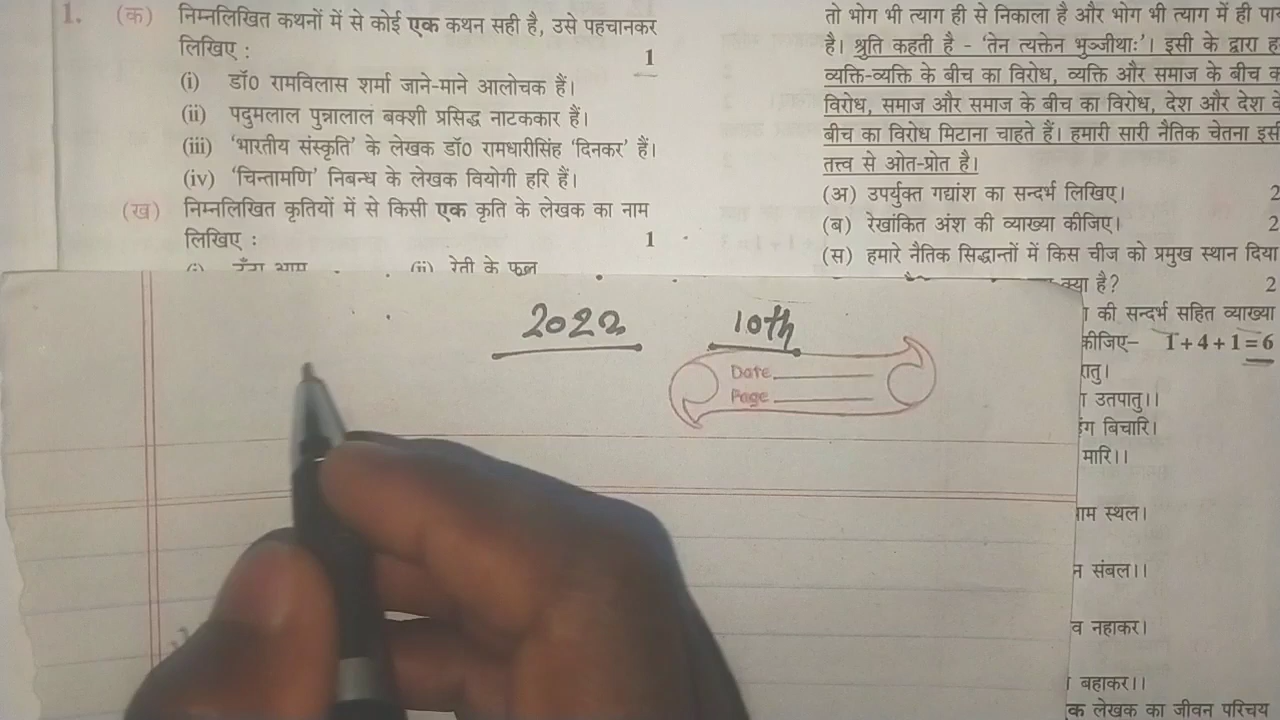 1. (क) निम्नलिखित कथनों में से कोई एक कथन सही है, उसे पहचानकर
लिखिए : 1
(i) डॉ0 रामविलास शर्मा जाने-माने आलोचक हैं।
(ii) पदुमलाल पुन्नालाल बक्शी प्रसिद्ध नाटककार हैं।
(iii) ‘भारतीय संस्कृति’ के लेखक डॉ0 रामधारीसिंह ‘दिनकर’ हैं।
(iv) ‘चिन्तामणि’ निबन्ध के लेखक वियोगी हरि हैं।
(ख) निम्नलिखित कृतियों में से किसी एक कृति के लेखक का नाम
लिखिए : 1
(ii) रेती के फूल
तो भोग भी त्याग ही से निकाला है और भोग भी त्याग में ही
है। श्रुति कहती है - ‘तेन त्यक्तेन भुञ्जीथाः’। इसी के द्वारा
व्यक्ति-व्यक्ति के बीच का विरोध, व्यक्ति और समाज के बीच
विरोध, समाज और समाज के बीच का विरोध, देश और देश
बीच का विरोध मिटाना चाहते हैं। हमारी सारी नैतिक चेतना इसी
तत्त्व से ओत-प्रोत है।
(अ) उपर्युक्त गद्यांश का सन्दर्भ लिखिए। 2
(ब) रेखांकित अंश की व्याख्या कीजिए। 2
(स) हमारे नैतिक सिद्धान्तों में किस चीज को प्रमुख स्थान दिया
क्या है? 2
की सन्दर्भ सहित व्याख्या
कीजिए– 1+4+1=6
उतपातु।।
बिचारि।
मारि।।
स्थल।
संबल।।
नहाकर।
बहाकर।।
लेखक का जीवन परिचय
2022 10th
Date
Page